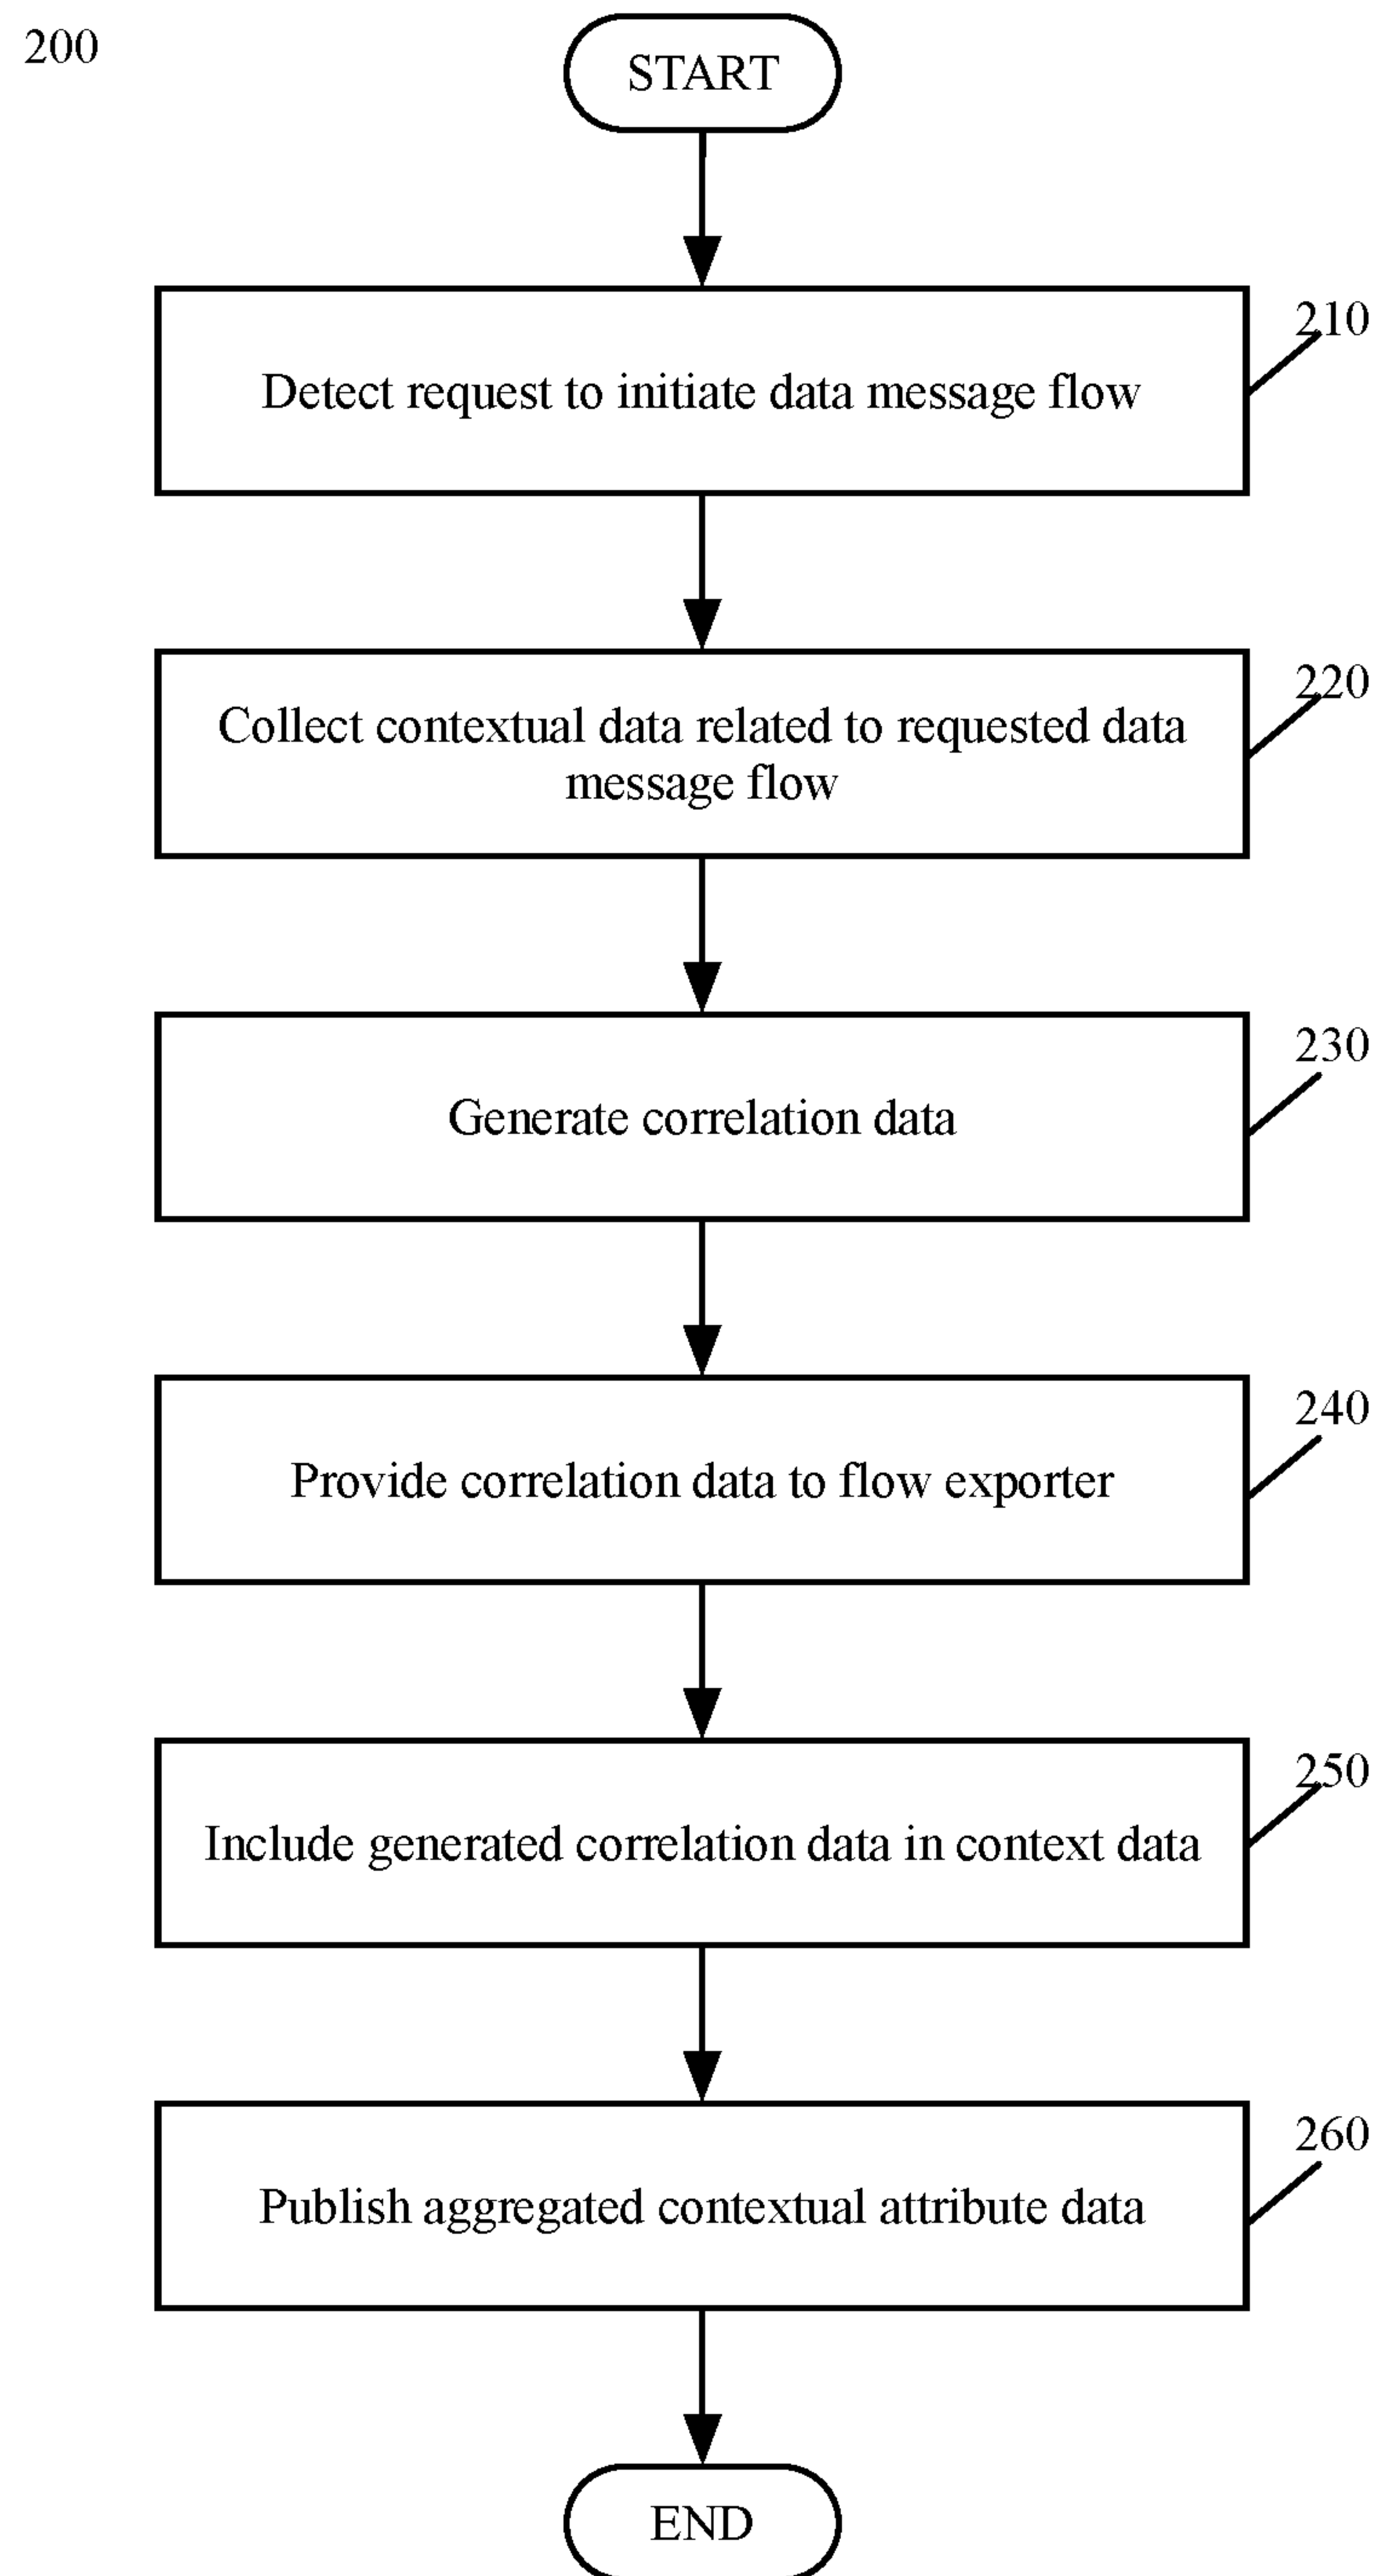 200
START
210
Detect request to initiate data message flow
220
Collect contextual data related to requested data
message flow
230
Generate correlation data
240
Provide correlation data to flow exporter
250
Include generated correlation data in context data
260
Publish aggregated contextual attribute data
END